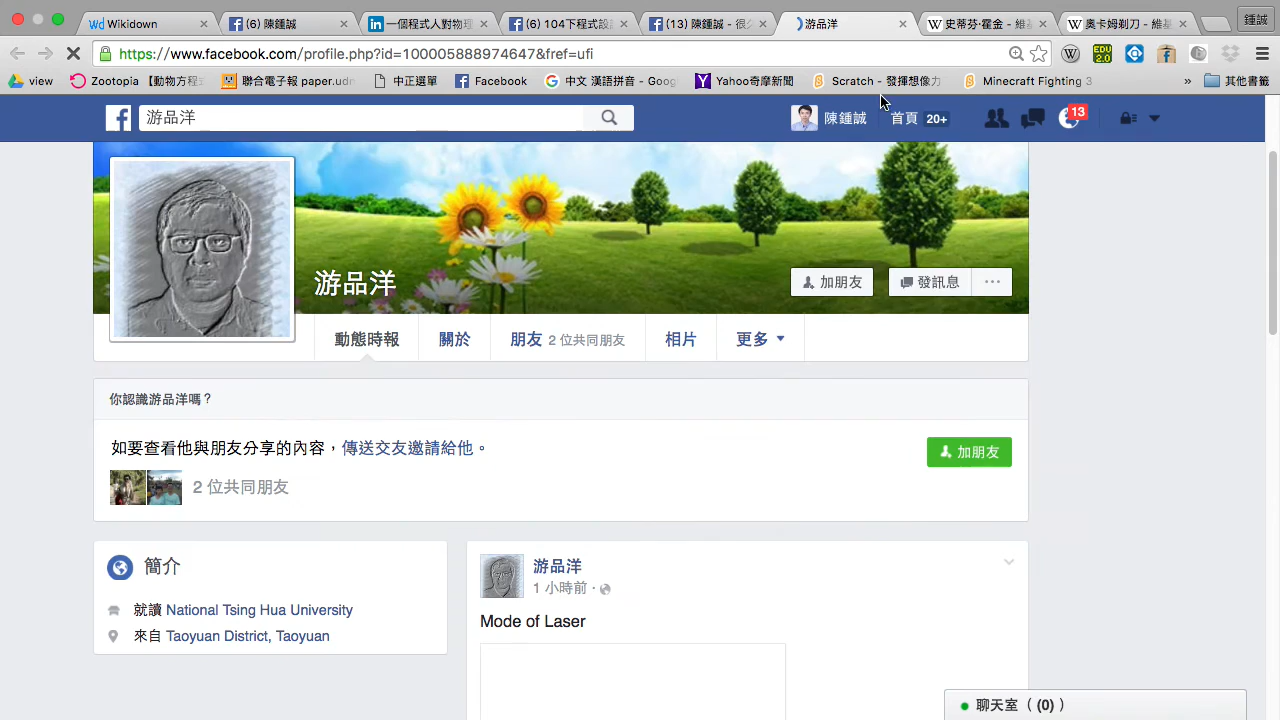 Wikidown
(6) 陳鍾誠
一個程式人對物理
(6) 104下程式設計
(13) 陳鍾誠 - 很少
游品洋
史蒂芬·霍金 - 維基
奧卡姆剃刀 - 維基
鍾誠
https://www.facebook.com/profile.php?id=100005888974647&fref=ufi
EDU 2.0
view
Zootopia 【動物方程式
聯合電子報 paper.udn
中正選單
Facebook
中文 漢語拼音 - Goog
Yahoo奇摩新聞
Scratch - 發揮想像力
Minecraft Fighting 3
»
其他書籤
游品洋
陳鍾誠
首頁 20+
13
游品洋
加朋友
發訊息
動態時報
關於
朋友 2 位共同朋友
相片
更多
你認識游品洋嗎？
如要查看他與朋友分享的內容，傳送交友邀請給他。
加朋友
2 位共同朋友
簡介
就讀 National Tsing Hua University
來自 Taoyuan District, Taoyuan
游品洋
1 小時前 ·
Mode of Laser
聊天室（ (0) ）